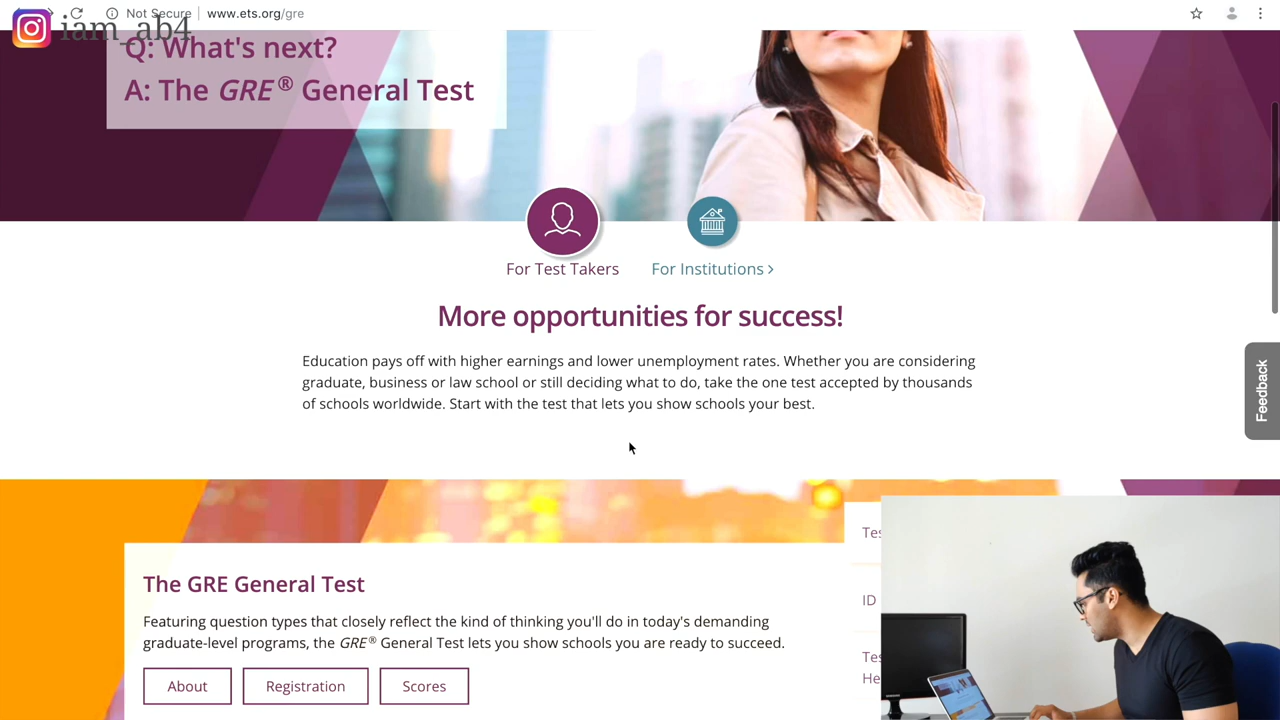 Not Secure | www.ets.org/gre
iam_ab4
Q: What's next?
A: The GRE® General Test
For Test Takers
For Institutions >
More opportunities for success!
Education pays off with higher earnings and lower unemployment rates. Whether you are considering
graduate, business or law school or still deciding what to do, take the one test accepted by thousands
of schools worldwide. Start with the test that lets you show schools your best.
Feedback
The GRE General Test
Featuring question types that closely reflect the kind of thinking you'll do in today's demanding
graduate-level programs, the GRE® General Test lets you show schools you are ready to succeed.
About
Registration
Scores
ID